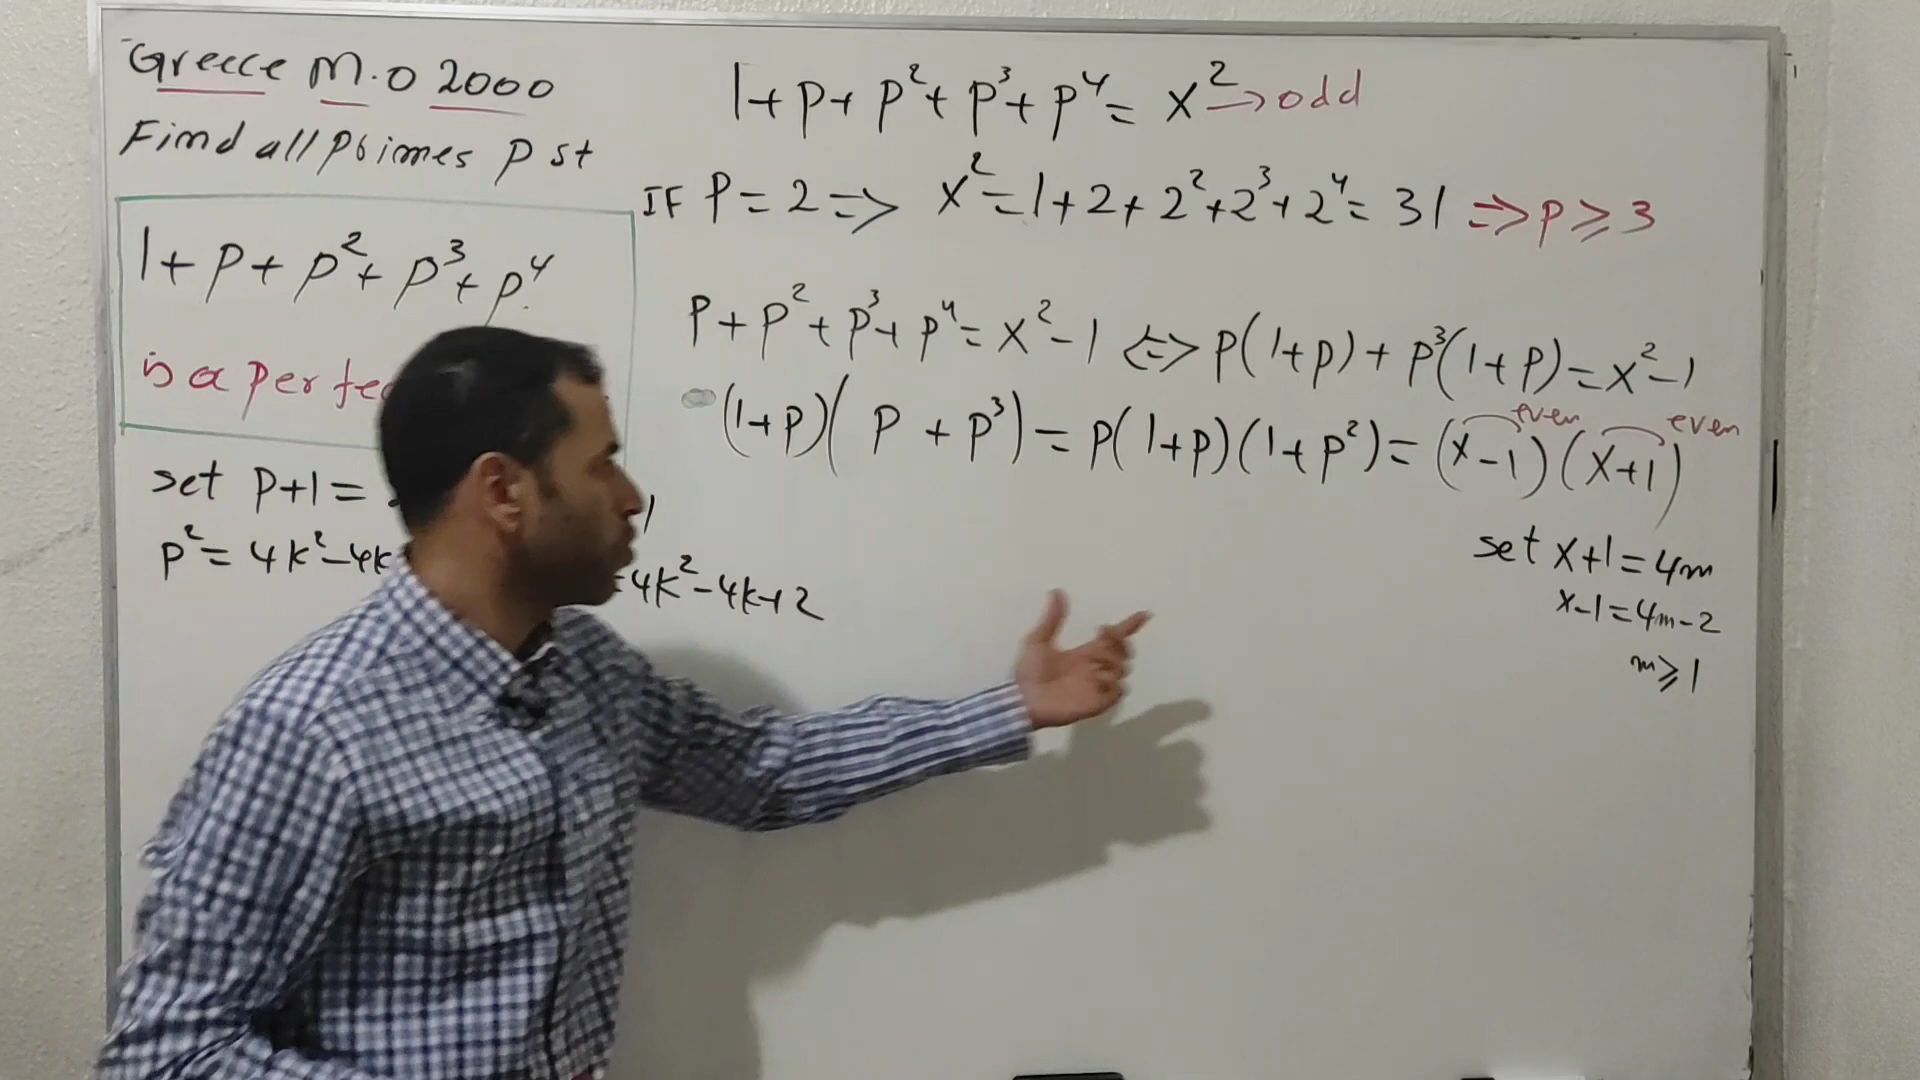 Greece M.O 2000
Find all primes p st
1+p+p²+p³+p⁴
is a perfe
set p+1=
p²=4k²-4k
1
=4k²-4k+2
1+p+p²+p³+p⁴=x²→odd
IF p=2=> x²=1+2+2²+2³+2⁴=31 =>p≥3
p+p²+p³+p⁴=x²-1 <=> p(1+p)+p³(1+p)=x²-1
(1+p)(p+p³)=p(1+p)(1+p²)=(x-1)(x+1)
even even
set x+1=4m
x-1=4m-2
m≥1